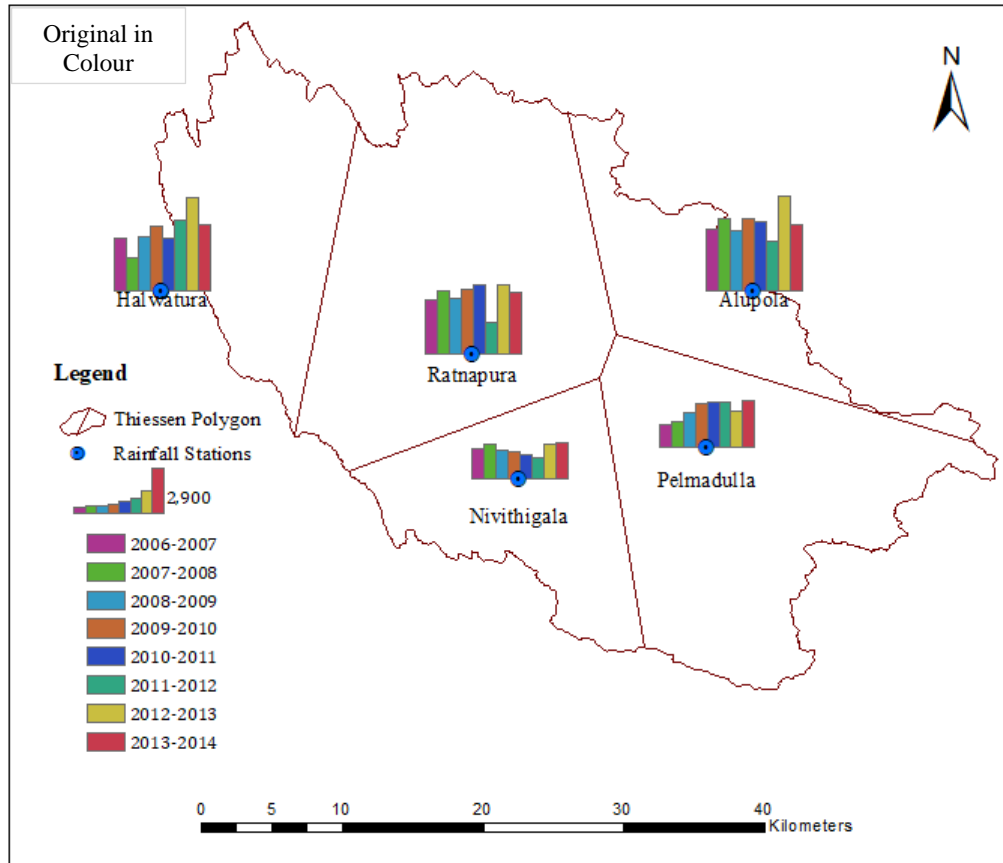 Original in
Colour
N
Halwatura
Alupola
Ratnapura
Legend
Thiessen Polygon
Rainfall Stations
2,900
Pelmadulla
Nivithigala
2006-2007
2007-2008
2008-2009
2009-2010
2010-2011
2011-2012
2012-2013
2013-2014
0 5 10 20 30 40
Kilometers